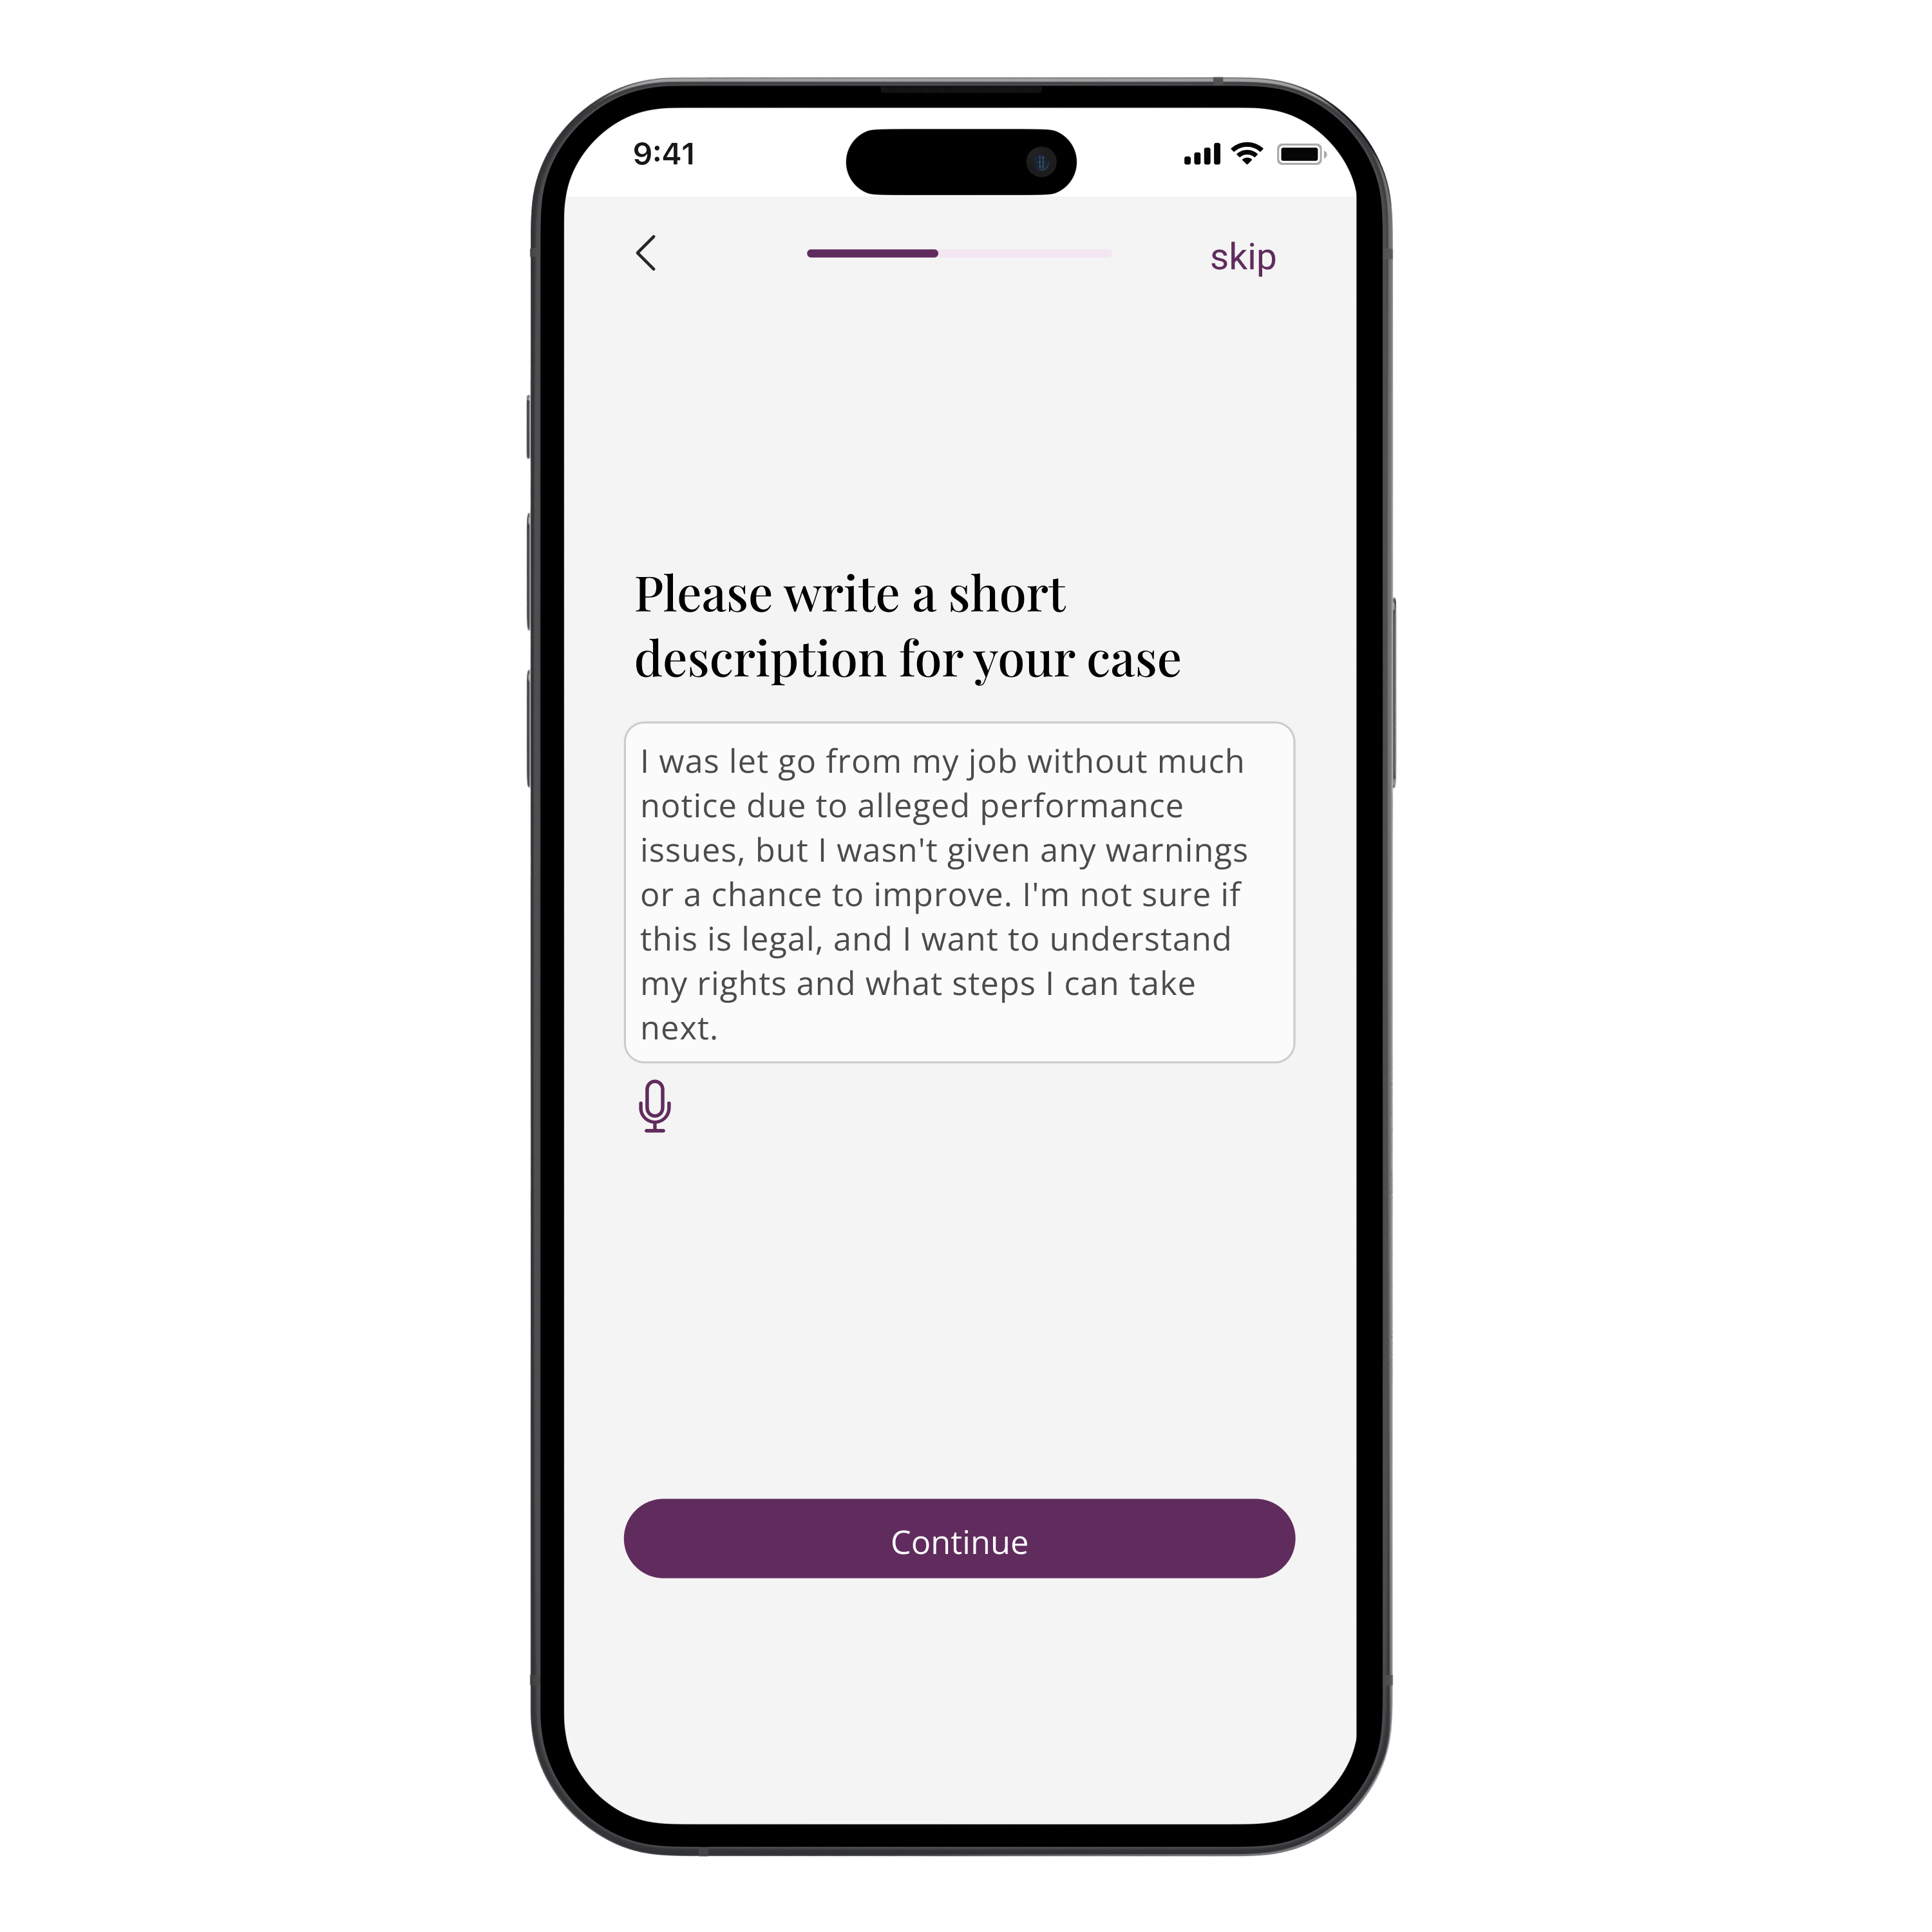 9:41
skip
Please write a short
description for your case
I was let go from my job without much
notice due to alleged performance
issues, but I wasn't given any warnings
or a chance to improve. I'm not sure if
this is legal, and I want to understand
my rights and what steps I can take
next.
Continue